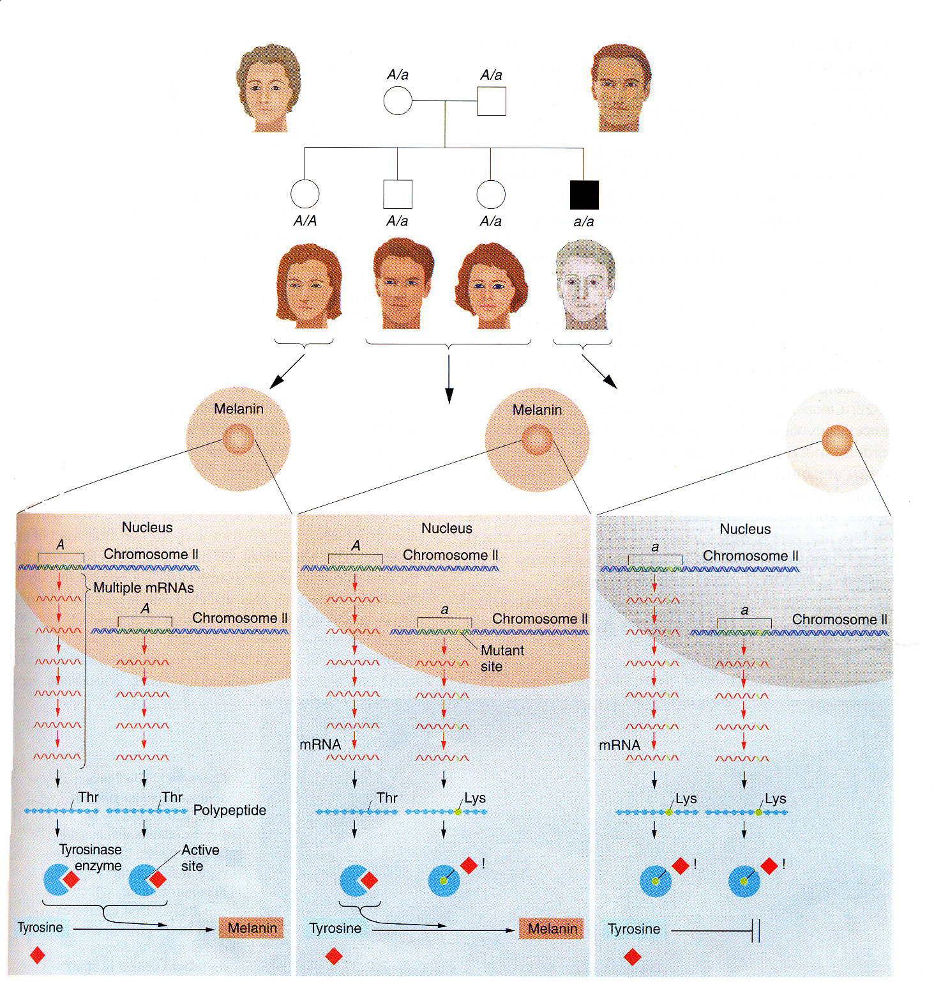 A/a
A/a
A/A
A/a
A/a
a/a
Melanin
Melanin
Nucleus
A
Chromosome II
Multiple mRNAs
A
Chromosome II
Thr
Thr
Polypeptide
Tyrosinase
enzyme
Active
site
Tyrosine
Melanin
Nucleus
A
Chromosome II
a
Chromosome II
Mutant
site
mRNA
Thr
Lys
!
Tyrosine
Melanin
Nucleus
a
Chromosome II
a
Chromosome II
mRNA
Lys
Lys
!
!
Tyrosine